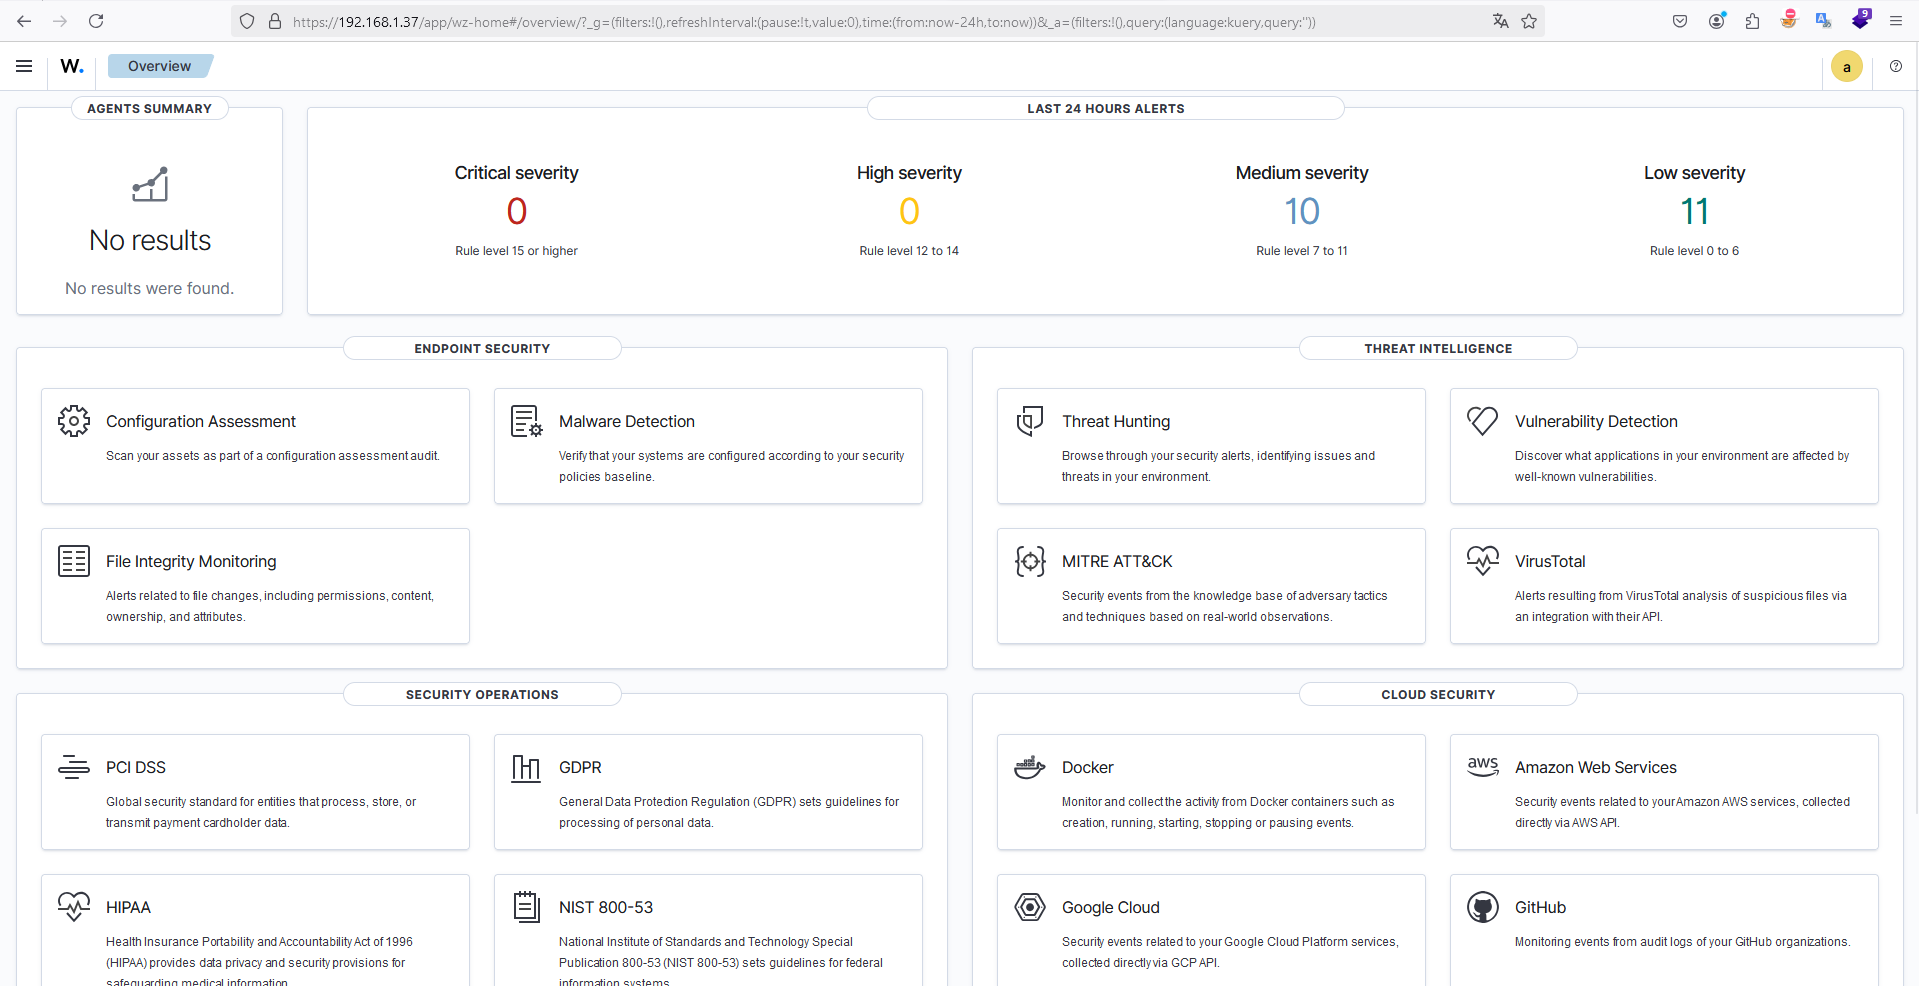 https://192.168.1.37/app/wz-home#/overview/?_g=(filters:!(),refreshInterval:(pause:!t,value:0),time:(from:now-24h,to:now))&_a=(filters:!(),query:(language:kuery,query:''))
9
W.
Overview
a
AGENTS SUMMARY
No results
No results were found.
LAST 24 HOURS ALERTS
Critical severity
0
Rule level 15 or higher
High severity
0
Rule level 12 to 14
Medium severity
10
Rule level 7 to 11
Low severity
11
Rule level 0 to 6
ENDPOINT SECURITY
Configuration Assessment
Scan your assets as part of a configuration assessment audit.
Malware Detection
Verify that your systems are configured according to your security
policies baseline.
File Integrity Monitoring
Alerts related to file changes, including permissions, content,
ownership, and attributes.
THREAT INTELLIGENCE
Threat Hunting
Browse through your security alerts, identifying issues and
threats in your environment.
Vulnerability Detection
Discover what applications in your environment are affected by
well-known vulnerabilities.
MITRE ATT&CK
Security events from the knowledge base of adversary tactics
and techniques based on real-world observations.
VirusTotal
Alerts resulting from VirusTotal analysis of suspicious files via
an integration with their API.
SECURITY OPERATIONS
PCI DSS
Global security standard for entities that process, store, or
transmit payment cardholder data.
GDPR
General Data Protection Regulation (GDPR) sets guidelines for
processing of personal data.
HIPAA
Health Insurance Portability and Accountability Act of 1996
(HIPAA) provides data privacy and security provisions for
safeguarding medical information.
NIST 800-53
National Institute of Standards and Technology Special
Publication 800-53 (NIST 800-53) sets guidelines for federal
information systems.
CLOUD SECURITY
Docker
Monitor and collect the activity from Docker containers such as
creation, running, starting, stopping or pausing events.
aws
Amazon Web Services
Security events related to your Amazon AWS services, collected
directly via AWS API.
Google Cloud
Security events related to your Google Cloud Platform services,
collected directly via GCP API.
GitHub
Monitoring events from audit logs of your GitHub organizations.